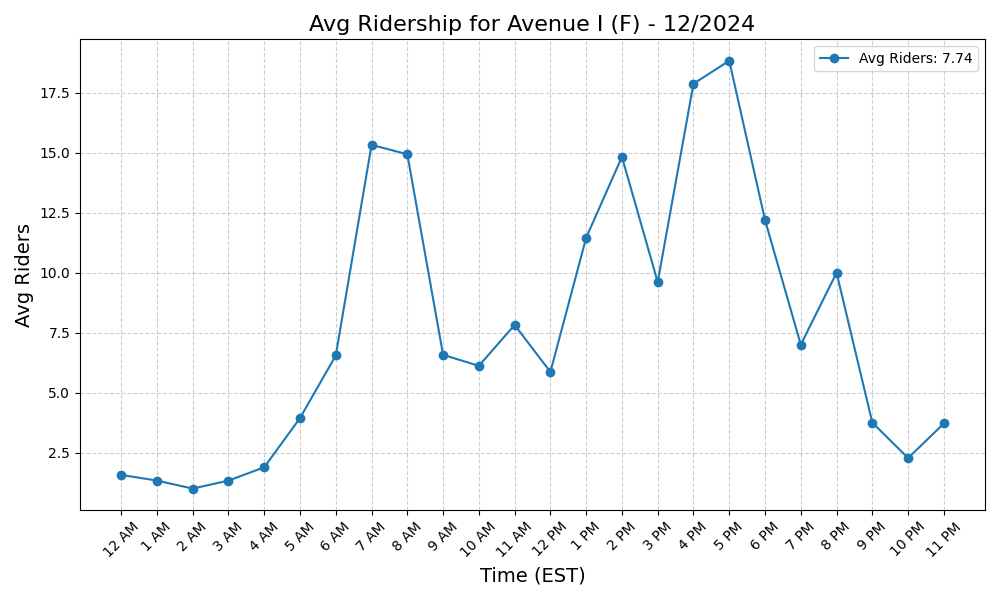 Avg Ridership for Avenue I (F) - 12/2024
Avg Riders: 7.74
Avg Riders
17.5
15.0
12.5
10.0
7.5
5.0
2.5
12 AM
1 AM
2 AM
3 AM
4 AM
5 AM
6 AM
7 AM
8 AM
9 AM
10 AM
11 AM
12 PM
1 PM
2 PM
3 PM
4 PM
5 PM
6 PM
7 PM
8 PM
9 PM
10 PM
11 PM
Time (EST)